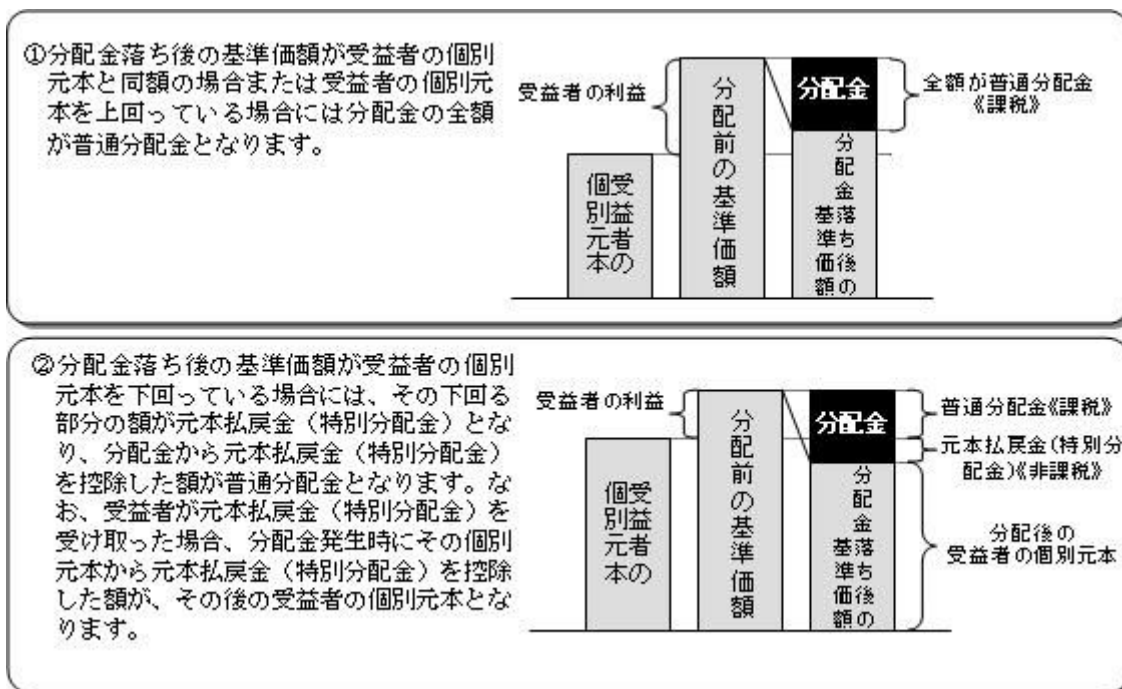 ①分配金落ち後の基準価額が受益者の個別
元本と同額の場合または受益者の個別元
本を上回っている場合には分配金の全額
が普通分配金となります。
受益者の利益
受益者の
個別元本
分配前の基準価額
分配金
分配金落ち後の
基準価額
全額が普通分配金
《課税》
②分配金落ち後の基準価額が受益者の個別
元本を下回っている場合には、その下回る
部分の額が元本払戻金（特別分配金）とな
り、分配金から元本払戻金（特別分配金）
を控除した額が普通分配金となります。な
お、受益者が元本払戻金（特別分配金）を
受け取った場合、分配金発生時にその個別
元本から元本払戻金（特別分配金）を控除
した額が、その後の受益者の個別元本とな
ります。
受益者の利益
受益者の
個別元本
分配前の基準価額
分配金
分配金落ち後の
基準価額
普通分配金《課税》
元本払戻金(特別分
配金)《非課税》
分配後の
受益者の個別元本